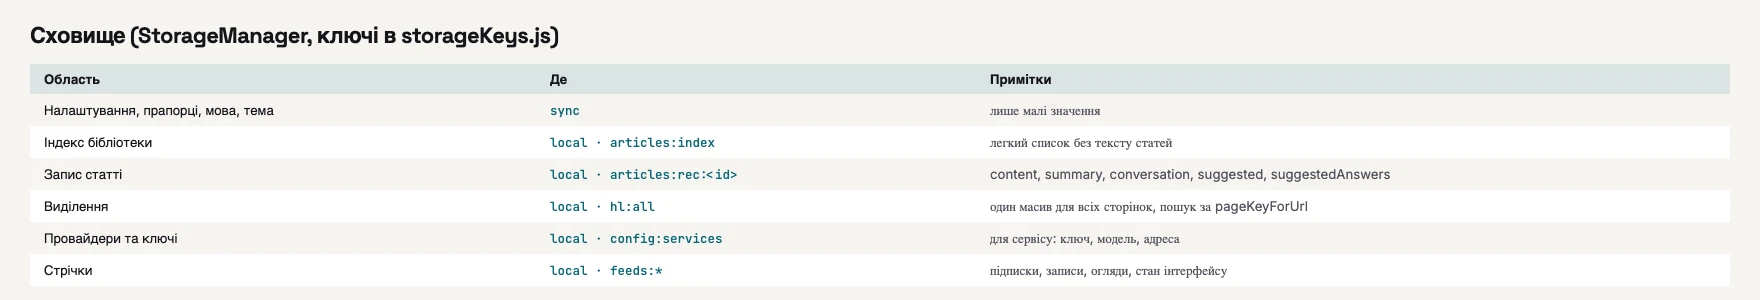 Сховище (StorageManager, ключі в storageKeys.js)
Область Де Примітки
Налаштування, прапорці, мова, тема sync лише малі значення
Індекс бібліотеки local · articles:index легкий список без тексту статей
Запис статті local · articles:rec:<id> content, summary, conversation, suggested, suggestedAnswers
Виділення local · hl:all один масив для всіх сторінок, пошук за pageKeyForUrl
Провайдери та ключі local · config:services для сервісу: ключ, модель, адреса
Стрічки local · feeds:* підписки, записи, огляди, стан інтерфейсу